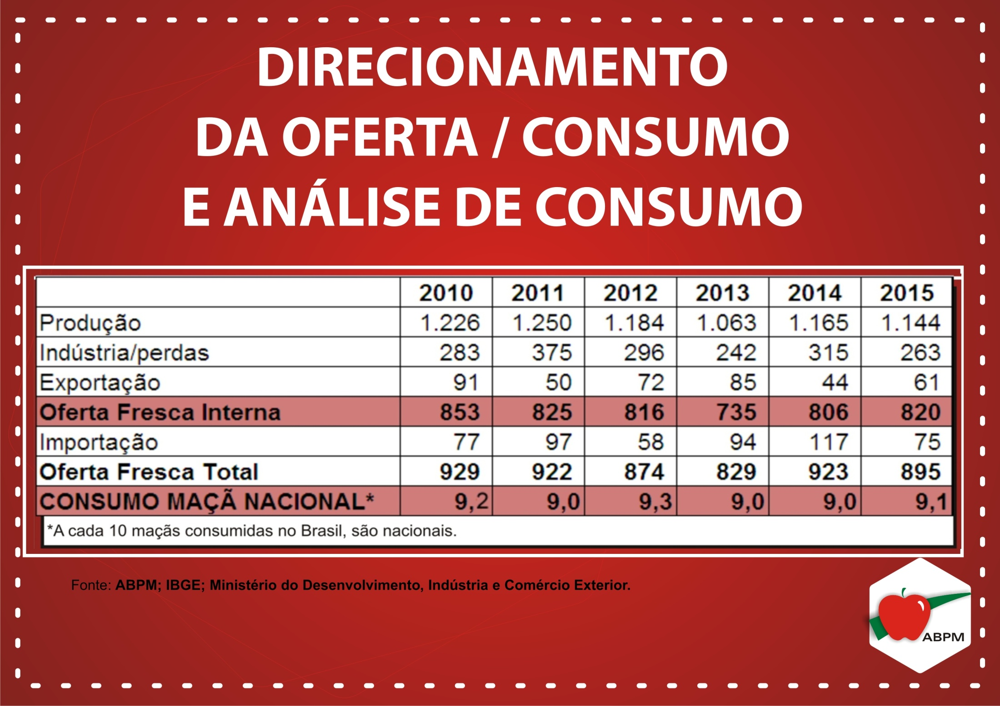 DIRECIONAMENTO
DA OFERTA / CONSUMO
E ANÁLISE DE CONSUMO
2010 2011 2012 2013 2014 2015
Produção 1.226 1.250 1.184 1.063 1.165 1.144
Indústria/perdas 283 375 296 242 315 263
Exportação 91 50 72 85 44 61
Oferta Fresca Interna 853 825 816 735 806 820
Importação 77 97 58 94 117 75
Oferta Fresca Total 929 922 874 829 923 895
CONSUMO MAÇÃ NACIONAL* 9,2 9,0 9,3 9,0 9,0 9,1
*A cada 10 maçãs consumidas no Brasil, são nacionais.
Fonte: ABPM; IBGE; Ministério do Desenvolvimento, Indústria e Comércio Exterior.
ABPM